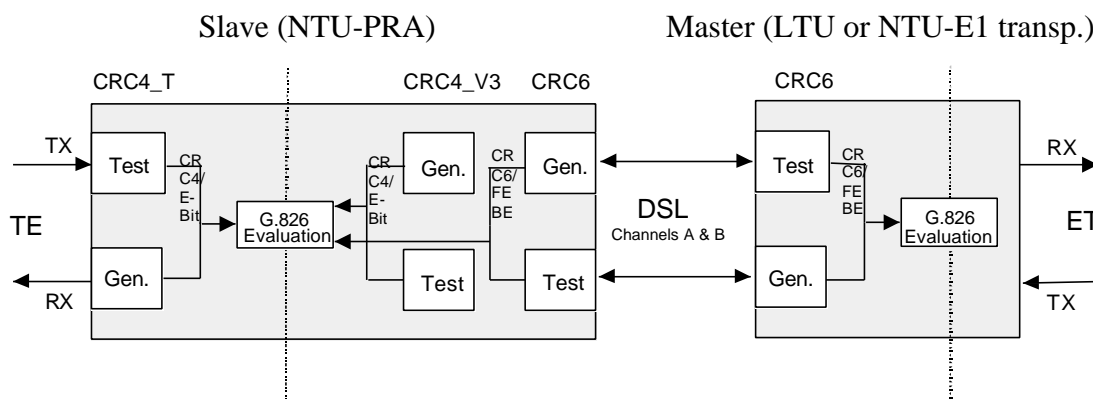 Slave (NTU-PRA)
Master (LTU or NTU-E1 transp.)
CRC4_T
CRC4_V3
CRC6
CRC6
TX
Test
CR
C4/
E-
Bit
CR
C4/
E-
Bit
Gen.
CR
C6/
FE
BE
Gen.
Test
CR
C6/
FE
BE
RX
TE
G.826
Evaluation
DSL
Channels A & B
G.826
Evaluation
ET
Gen.
Test
Test
Gen.
RX
TX